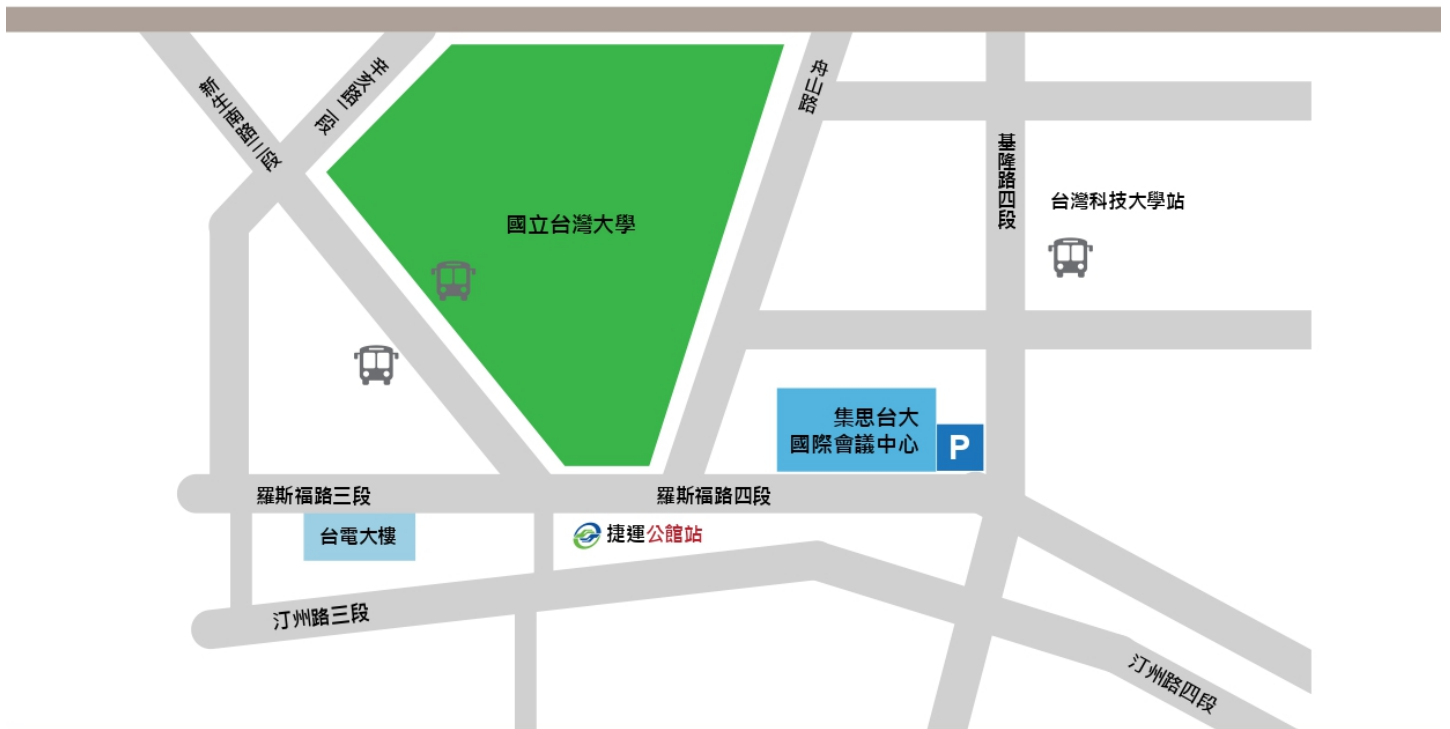 辛亥路二段
新生南路三段
舟山路
基隆路四段
台灣科技大學站
國立台灣大學
集思台大
國際會議中心
P
羅斯福路三段
羅斯福路四段
台電大樓
捷運公館站
汀州路三段
汀州路四段